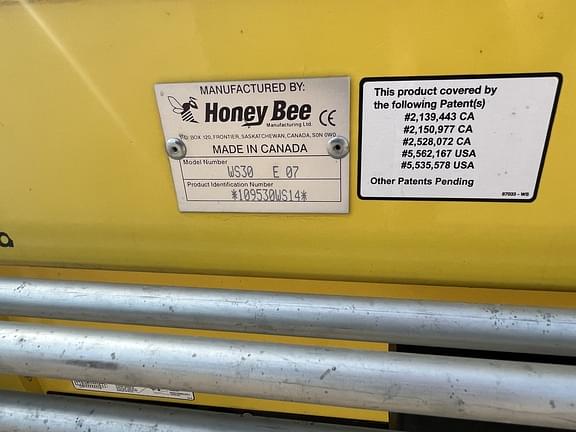 MANUFACTURED BY:
Honey Bee CE
Manufacturing Ltd.
BOX 120, FRONTIER, SASKATCHEWAN, CANADA, S0N 0W0
MADE IN CANADA
Model Number
WS30 E 07
Product Identification Number
*109530WS14*
This product covered by
the following Patent(s)
#2,139,443 CA
#2,150,977 CA
#2,528,072 CA
#5,562,167 USA
#5,535,578 USA
Other Patents Pending
87033 - WS
a